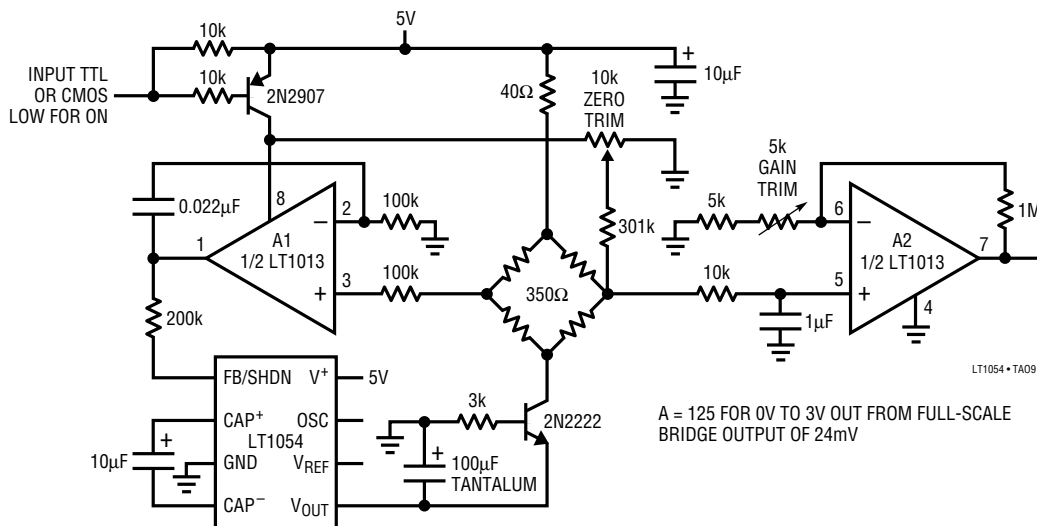 5V
10k
INPUT TTL
OR CMOS
LOW FOR ON
10k
2N2907
40Ω
10k
ZERO
TRIM
+
10µF
5k
GAIN
TRIM
0.022µF
8
2
–
100k
A1
1/2 LT1013
1
3
+
100k
301k
5k
6
–
A2
1/2 LT1013
7
1M
350Ω
10k
5
+
4
1µF
200k
LT1054 • TA09
FB/SHDN
V+
5V
CAP+
OSC
LT1054
10µF
+
GND
VREF
CAP–
VOUT
3k
2N2222
+
100µF
TANTALUM
A = 125 FOR 0V TO 3V OUT FROM FULL-SCALE
BRIDGE OUTPUT OF 24mV